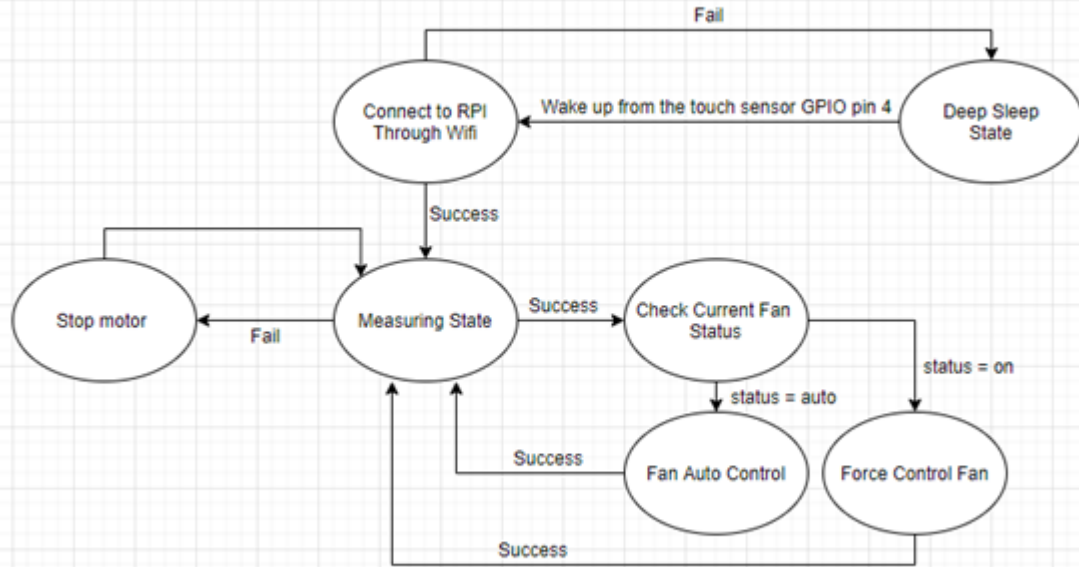 Fail
Connect to RPI
Through Wifi
Wake up from the touch sensor GPIO pin 4
Deep Sleep
State
Success
Stop motor
Fail
Measuring State
Success
Check Current Fan
Status
status = on
status = auto
Success
Fan Auto Control
Force Control Fan
Success